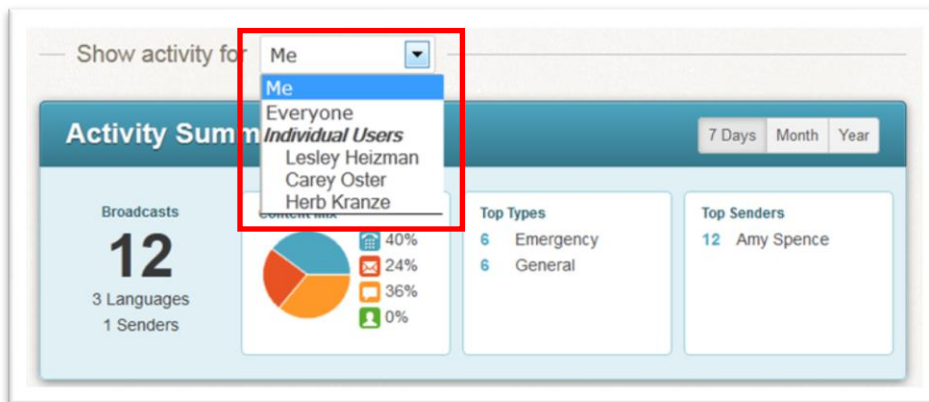 Show activity for Me
Me
Everyone
Individual Users
Lesley Heizman
Carey Oster
Herb Kranze
Activity Summ
7 Days Month Year
Broadcasts
12
3 Languages
1 Senders
Content Mix
40%
24%
36%
0%
Top Types
6 Emergency
6 General
Top Senders
12 Amy Spence